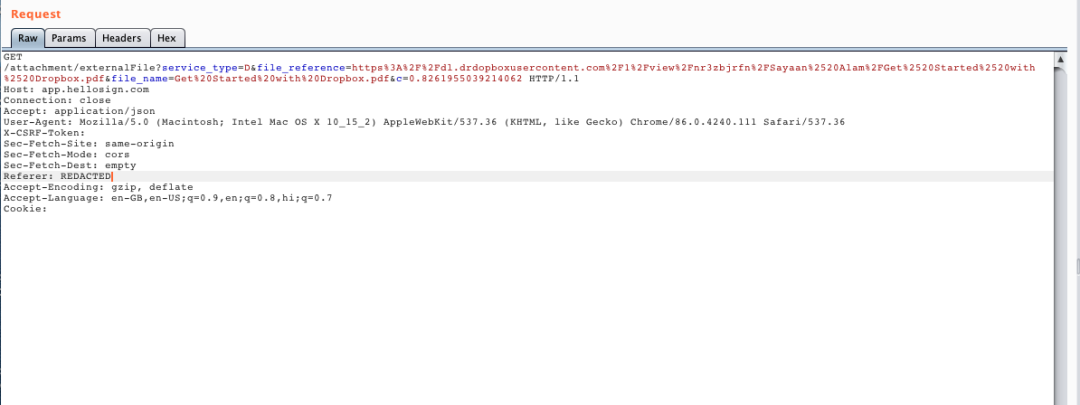 Request
Raw Params Headers Hex
GET
/attachment/externalFile?service_type=D&file_reference=https%3A%2F%2Fdl.drdopboxusercontent.com%2Fl%2Fview%2Fnr3zbjrfn%2FSayaan%2520Alam%2FGet%2520Started%2520with
%2520Dropbox.pdf&file_name=Get%20Started%20with%20Dropbox.pdf&c=0.8261955039214062 HTTP/1.1
Host: app.hellosign.com
Connection: close
Accept: application/json
User-Agent: Mozilla/5.0 (Macintosh; Intel Mac OS X 10_15_2) AppleWebKit/537.36 (KHTML, like Gecko) Chrome/86.0.4240.111 Safari/537.36
X-CSRF-Token:
Sec-Fetch-Site: same-origin
Sec-Fetch-Mode: cors
Sec-Fetch-Dest: empty
Referer: REDACTED
Accept-Encoding: gzip, deflate
Accept-Language: en-GB,en-US;q=0.9,en;q=0.8,hi;q=0.7
Cookie: